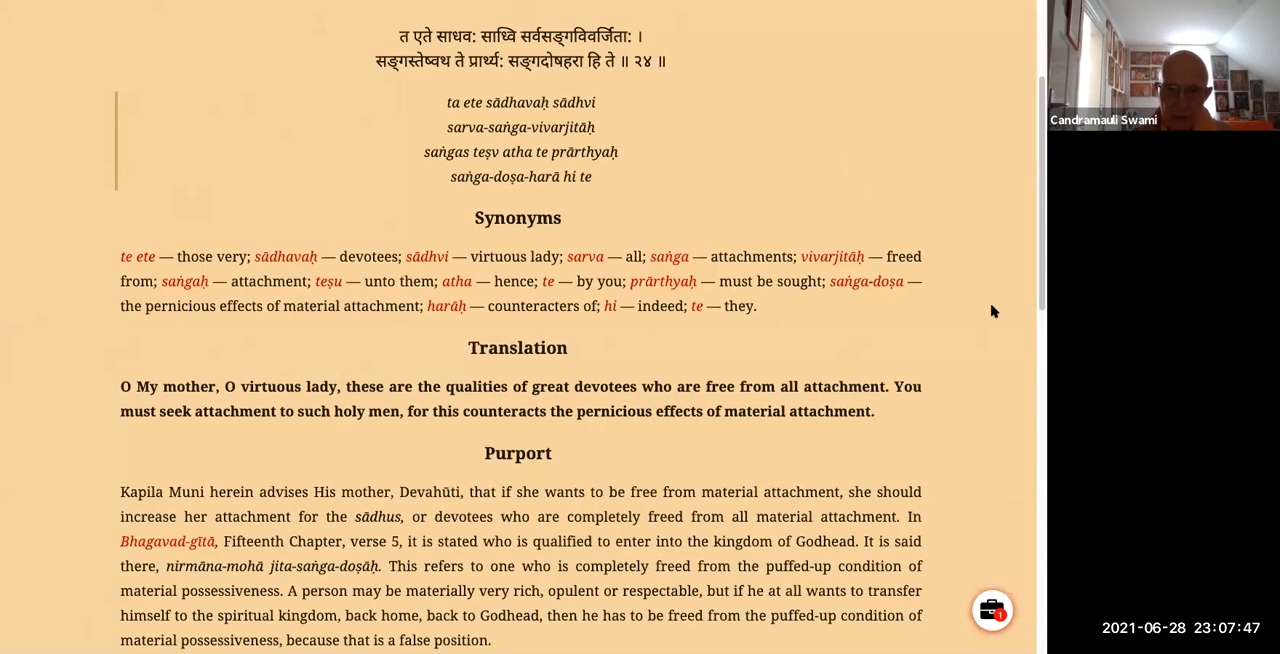 त एते साधव: साध्वि सर्वसङ्गविवर्जिता: ।
सङ्गस्तेष्वथ ते प्रार्थ्य: सङ्गदोषहरा हि ते ॥ २४ ॥
ta ete sādhavaḥ sādhvi
sarva-saṅga-vivarjitāḥ
saṅgas teṣv atha te prārthyaḥ
saṅga-doṣa-harā hi te
Synonyms
te ete — those very; sādhavaḥ — devotees; sādhvi — virtuous lady; sarva — all; saṅga — attachments; vivarjitāḥ — freed
from; saṅgaḥ — attachment; teṣu — unto them; atha — hence; te — by you; prārthyaḥ — must be sought; saṅga-doṣa —
the pernicious effects of material attachment; harāḥ — counteracters of; hi — indeed; te — they.
Translation
O My mother, O virtuous lady, these are the qualities of great devotees who are free from all attachment. You
must seek attachment to such holy men, for this counteracts the pernicious effects of material attachment.
Purport
Kapila Muni herein advises His mother, Devahūti, that if she wants to be free from material attachment, she should
increase her attachment for the sādhus, or devotees who are completely freed from all material attachment. In
Bhagavad-gītā, Fifteenth Chapter, verse 5, it is stated who is qualified to enter into the kingdom of Godhead. It is said
there, nirmāna-mohā jita-saṅga-doṣāḥ. This refers to one who is completely freed from the puffed-up condition of
material possessiveness. A person may be materially very rich, opulent or respectable, but if he at all wants to transfer
himself to the spiritual kingdom, back home, back to Godhead, then he has to be freed from the puffed-up condition of
material possessiveness, because that is a false position.
Candramauli Swami
1
2021-06-28 23:07:47